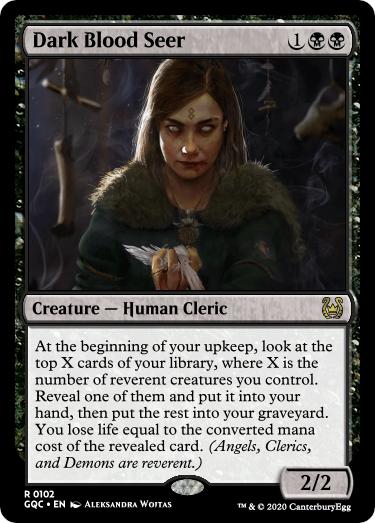 Dark Blood Seer 1
Creature — Human Cleric
At the beginning of your upkeep, look at the
top X cards of your library, where X is the
number of reverent creatures you control.
Reveal one of them and put it into your
hand, then put the rest into your graveyard.
You lose life equal to the converted mana
cost of the revealed card. (Angels, Clerics,
and Demons are reverent.)
2/2
R 0102
GQC • EN Aleksandra Wojtas
™ & © 2020 CanterburyEgg